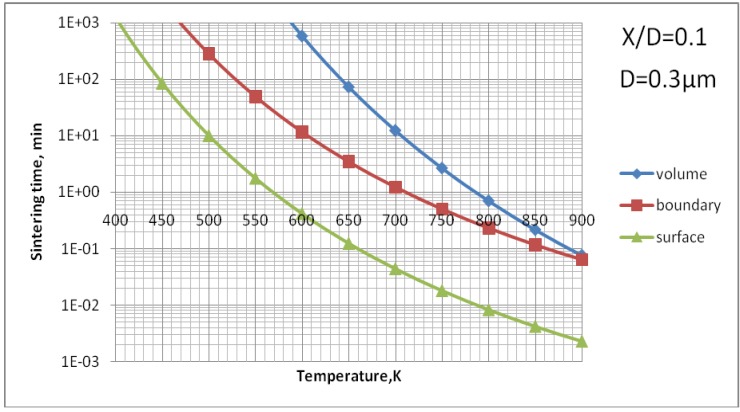 1E+03
1E+02
1E+01
1E+00
1E-01
1E-02
1E-03
Sintering time, min
400 450 500 550 600 650 700 750 800 850 900
Temperature,K
X/D=0.1
D=0.3µm
volume
boundary
surface